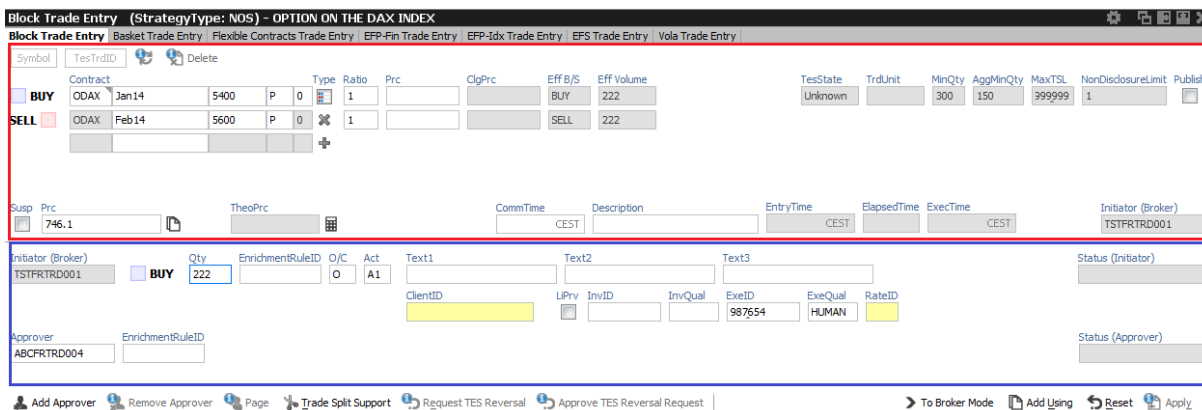 Block Trade Entry (StrategyType: NOS) - OPTION ON THE DAX INDEX
Block Trade Entry Basket Trade Entry Flexible Contracts Trade Entry EFP-Fin Trade Entry EFP-Idx Trade Entry EFS Trade Entry Vola Trade Entry
Symbol TesTrdID Delete
Contract Type Ratio Prc ClgPrc Eff B/S Eff Volume TesState TrdUnit MinQty AggMinQty MaxTSL NonDisclosureLimit Publish
BUY ODAX Jan14 5400 P 0 1 BUY 222 Unknown 300 150 999999 1
SELL ODAX Feb14 5600 P 0 1 SELL 222
Susp Prc TheoPrc CommTime Description EntryTime ElapsedTime ExecTime Initiator (Broker)
746.1 CEST CEST CEST TSTFRTRD001
Initiator (Broker) Qty EnrichmentRuleID O/C Act Text1 Text2 Text3 Status (Initiator)
TSTFRTRD001 BUY 222 O A1
ClientID LiPrv InvID InvQual ExeID ExeQual RateID
987654 HUMAN
Approver EnrichmentRuleID Status (Approver)
ABCFRTRD004
Add Approver Remove Approver Page Trade Split Support Request TES Reversal Approve TES Reversal Request To Broker Mode Add Using Reset Apply